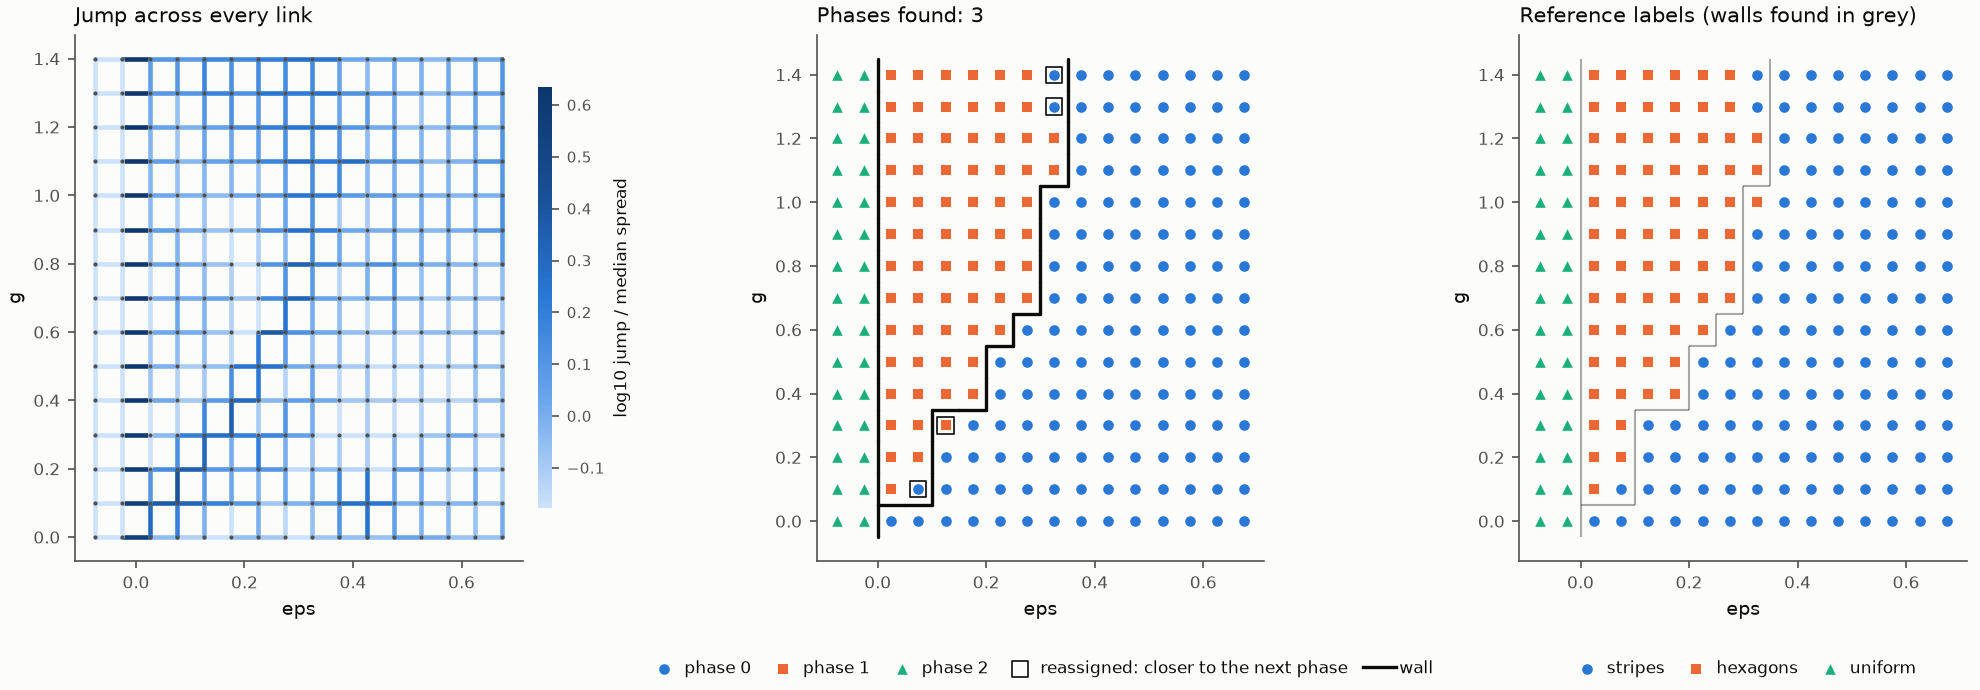 Jump across every link
1.4
1.2
1.0
0.8
0.6
0.4
0.2
0.0
g
0.0 0.2 0.4 0.6
eps
0.6
0.5
0.4
0.3
0.2
0.1
0.0
−0.1
log10 jump / median spread
Phases found: 3
1.4
1.2
1.0
0.8
0.6
0.4
0.2
0.0
g
0.0 0.2 0.4 0.6
eps
phase 0 phase 1 phase 2 reassigned: closer to the next phase wall
Reference labels (walls found in grey)
1.4
1.2
1.0
0.8
0.6
0.4
0.2
0.0
g
0.0 0.2 0.4 0.6
eps
stripes hexagons uniform